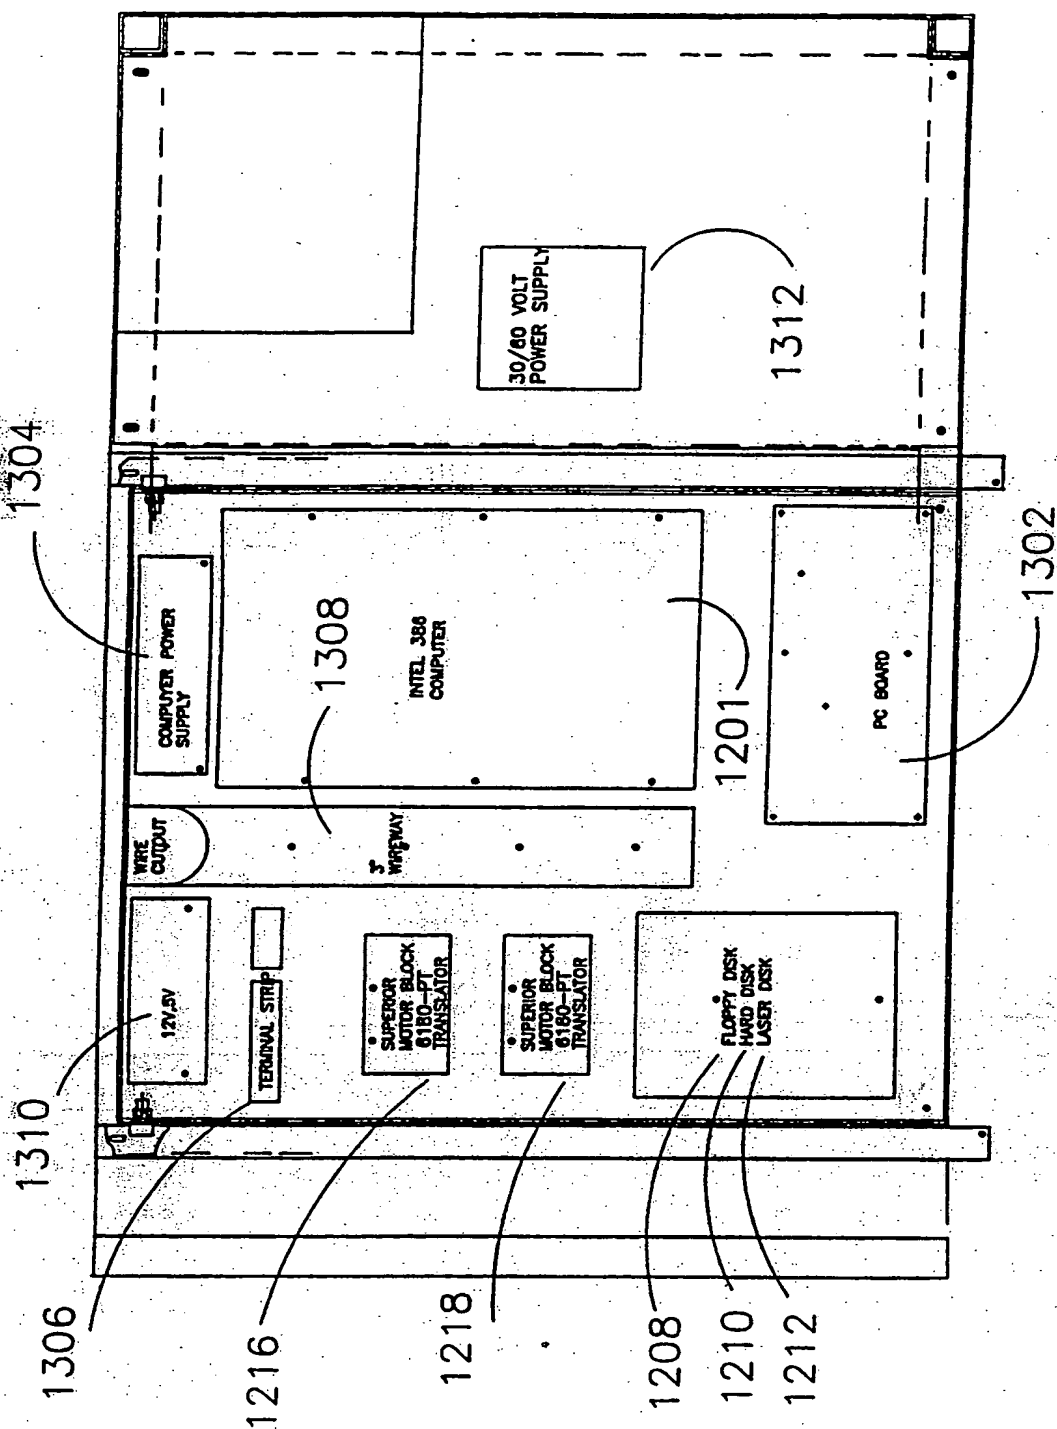 1310
1304
1306
12V,5V
WIRE
CUTOUT
COMPUYER POWER
SUPPLY
TERMINAL STRIP
1308
1216
SUPERIOR
MOTOR BLOCK
6180-PT
TRANSLATOR
3"
WIREWAY
INTEL 386
COMPUTER
1218
SUPERIOR
MOTOR BLOCK
6180-PT
TRANSLATOR
30/60 VOLT
POWER SUPPLY
1208
1210
1212
FLOPPY DISK
HARD DISK
LASER DISK
1201
1312
PC BOARD
1302